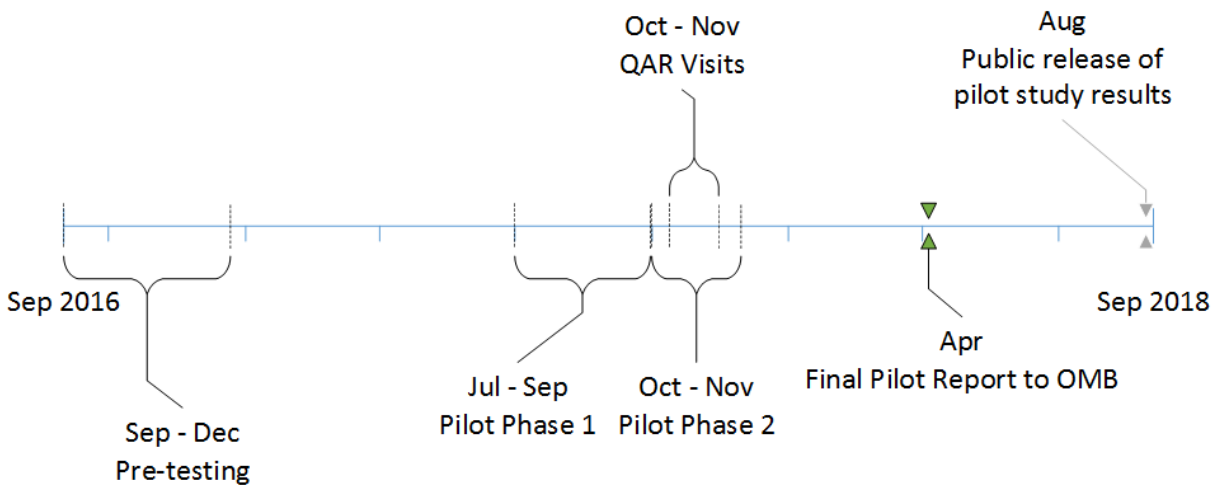 Oct - Nov
QAR Visits
Aug
Public release of
pilot study results
Sep 2016
Sep 2018
Apr
Final Pilot Report to OMB
Jul - Sep
Pilot Phase 1
Oct - Nov
Pilot Phase 2
Sep - Dec
Pre-testing